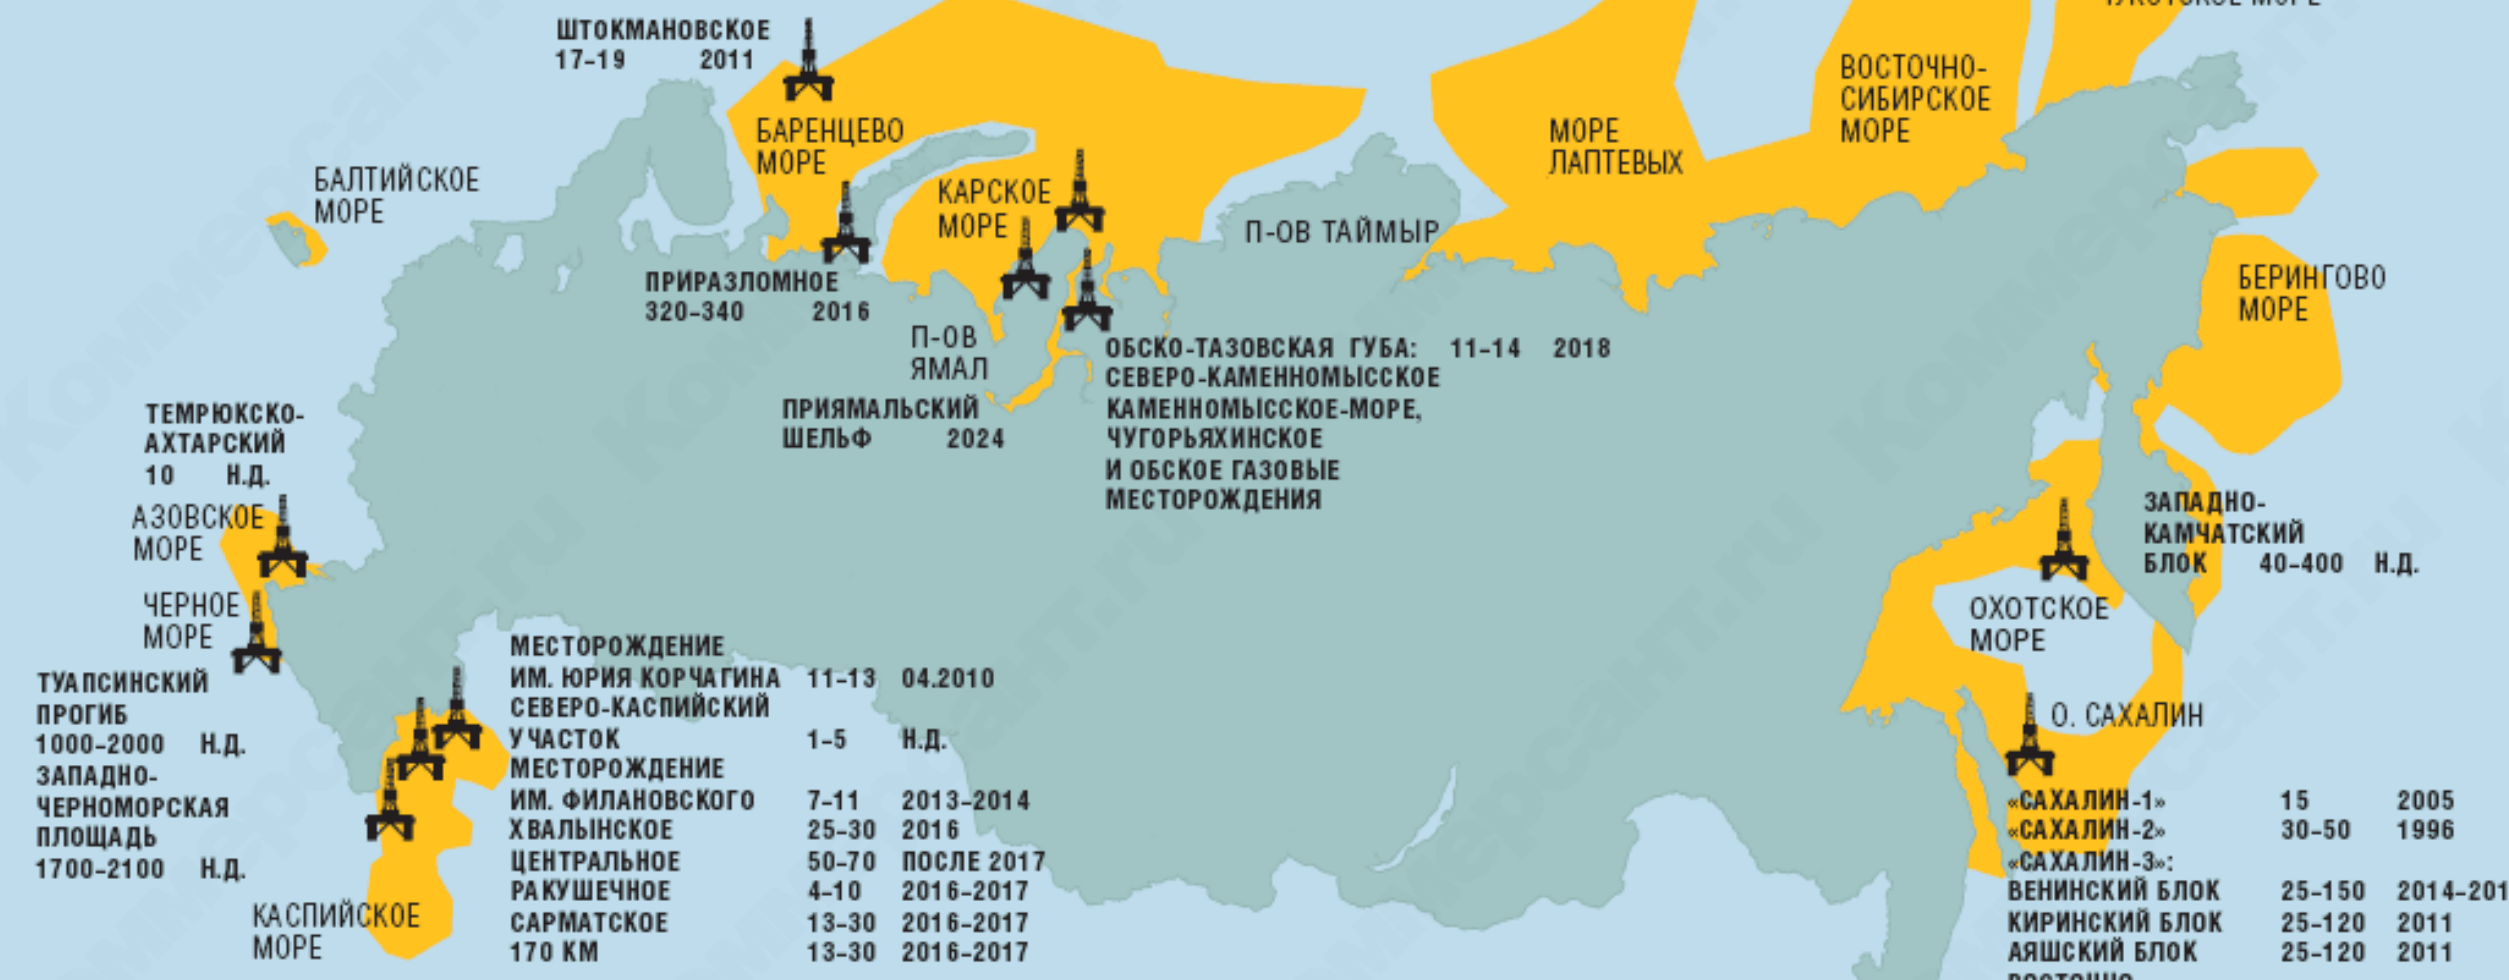 ЧУКОТСКОЕ МОРЕ
ШТОКМАНОВСКОЕ
17–19 2011
БАРЕНЦЕВО
МОРЕ
ВОСТОЧНО-
СИБИРСКОЕ
МОРЕ
МОРЕ
ЛАПТЕВЫХ
БАЛТИЙСКОЕ
МОРЕ
КАРСКОЕ
МОРЕ
П-ОВ ТАЙМЫР
БЕРИНГОВО
МОРЕ
ПРИРАЗЛОМНОЕ
320–340 2016
П-ОВ
ЯМАЛ
ПРИЯМАЛЬСКИЙ
ШЕЛЬФ 2024
ОБСКО-ТАЗОВСКАЯ ГУБА: 11–14 2018
СЕВЕРО-КАМЕННОМЫССКОЕ
КАМЕННОМЫССКОЕ-МОРЕ,
ЧУГОРЬЯХИНСКОЕ
И ОБСКОЕ ГАЗОВЫЕ
МЕСТОРОЖДЕНИЯ
ТЕМРЮКСКО-
АХТАРСКИЙ
10 Н.Д.
АЗОВСКОЕ
МОРЕ
ЧЕРНОЕ
МОРЕ
ТУАПСИНСКИЙ
ПРОГИБ
1000–2000 Н.Д.
ЗАПАДНО-
ЧЕРНОМОРСКАЯ
ПЛОЩАДЬ
1700–2100 Н.Д.
КАСПИЙСКОЕ
МОРЕ
МЕСТОРОЖДЕНИЕ
ИМ. ЮРИЯ КОРЧАГИНА 11–13 04.2010
СЕВЕРО-КАСПИЙСКИЙ
УЧАСТОК 1–5 Н.Д.
МЕСТОРОЖДЕНИЕ
ИМ. ФИЛАНОВСКОГО 7–11 2013–2014
ХВАЛЫНСКОЕ 25–30 2016
ЦЕНТРАЛЬНОЕ 50–70 ПОСЛЕ 2017
РАКУШЕЧНОЕ 4–10 2016–2017
САРМАТСКОЕ 13–30 2016–2017
170 КМ 13–30 2016–2017
ЗАПАДНО-
КАМЧАТСКИЙ
БЛОК 40–400 Н.Д.
ОХОТСКОЕ
МОРЕ
О. САХАЛИН
«САХАЛИН-1» 15 2005
«САХАЛИН-2» 30–50 1996
«САХАЛИН-3»:
ВЕНИНСКИЙ БЛОК 25–150 2014–201
КИРИНСКИЙ БЛОК 25–120 2011
АЯШСКИЙ БЛОК 25–120 2011
Коммерсант.ru